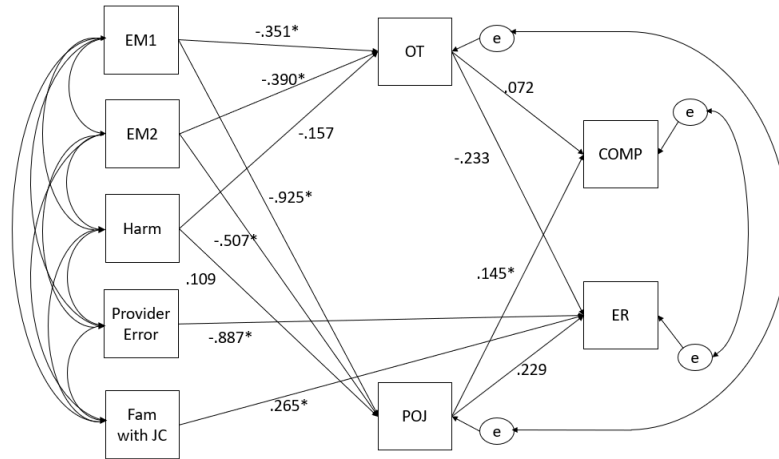 EM1
EM2
Harm
Provider
Error
Fam
with JC
-.351*
-.390*
-.157
-.925*
-.507*
.109
-.887*
.265*
OT
POJ
e
e
.072
-.233
.145*
.229
COMP
ER
e
e